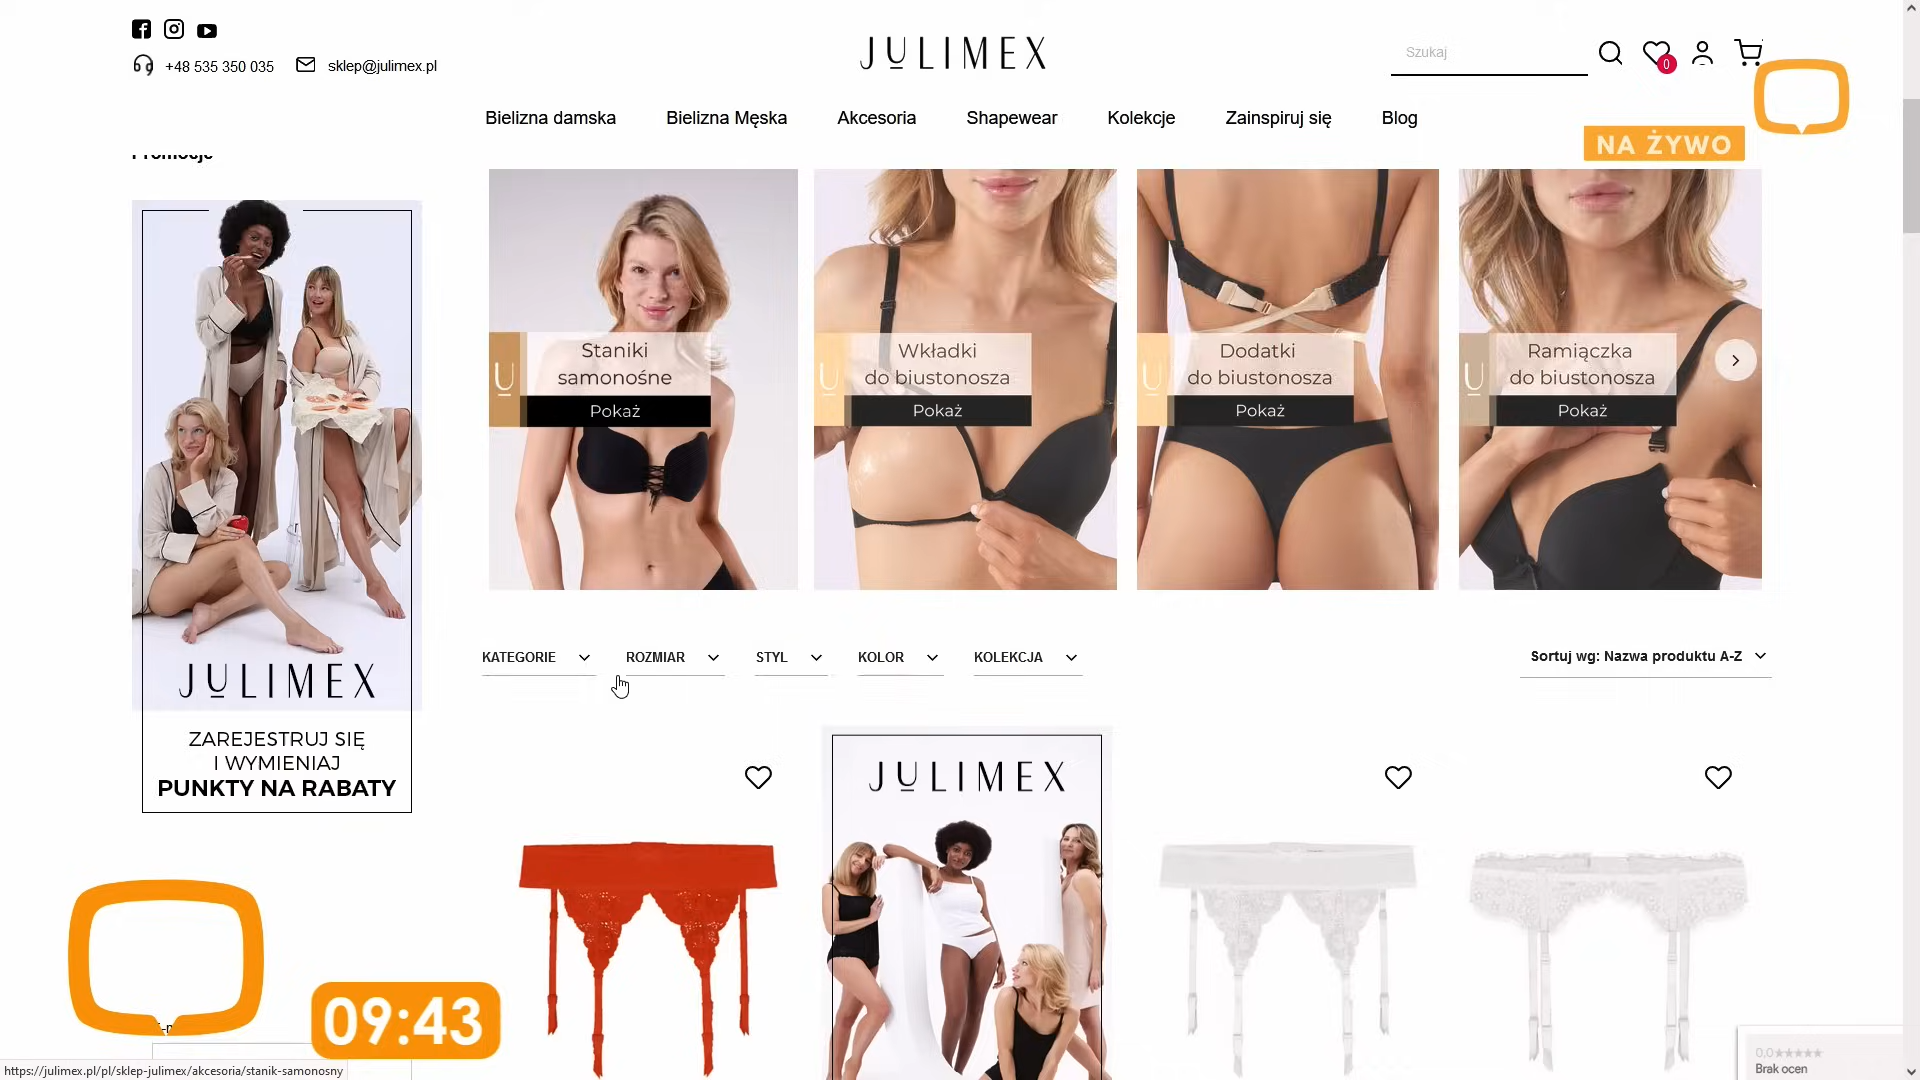 +48 535 350 035
sklep@julimex.pl
JULIMEX
Szukaj
0
Bielizna damska
Bielizna Męska
Akcesoria
Shapewear
Kolekcje
Zainspiruj się
Blog
NA ŻYWO
Promocje
Staniki
samonośne
Pokaż
Wkładki
do biustonosza
Pokaż
Dodatki
do biustonosza
Pokaż
Ramiączka
do biustonosza
Pokaż
JULIMEX
ZAREJESTRUJ SIĘ
I WYMIENIAJ
PUNKTY NA RABATY
KATEGORIE
ROZMIAR
STYL
KOLOR
KOLEKCJA
Sortuj wg: Nazwa produktu A-Z
JULIMEX
09:43
0,0
Brak ocen
https://julimex.pl/pl/sklep-julimex/akcesoria/stanik-samonosny